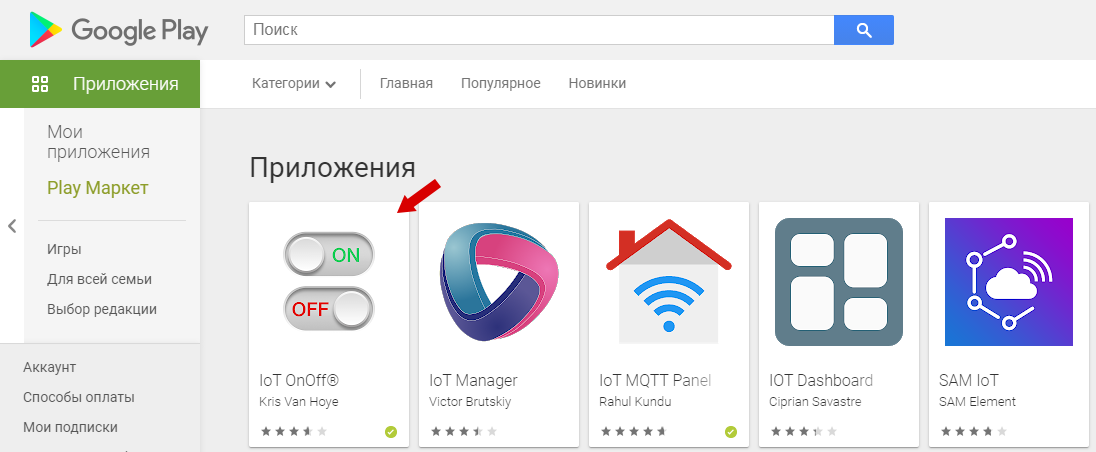 Google Play
Поиск
Приложения
Категории
Главная
Популярное
Новинки
Мои
приложения
Play Маркет
Игры
Для всей семьи
Выбор редакции
Аккаунт
Способы оплаты
Мои подписки
Приложения
ON
OFF
IoT OnOff®
Kris Van Hoye
IoT Manager
Victor Brutskiy
IoT MQTT Panel
Rahul Kundu
IOT Dashboard
Ciprian Savastre
SAM IoT
SAM Element